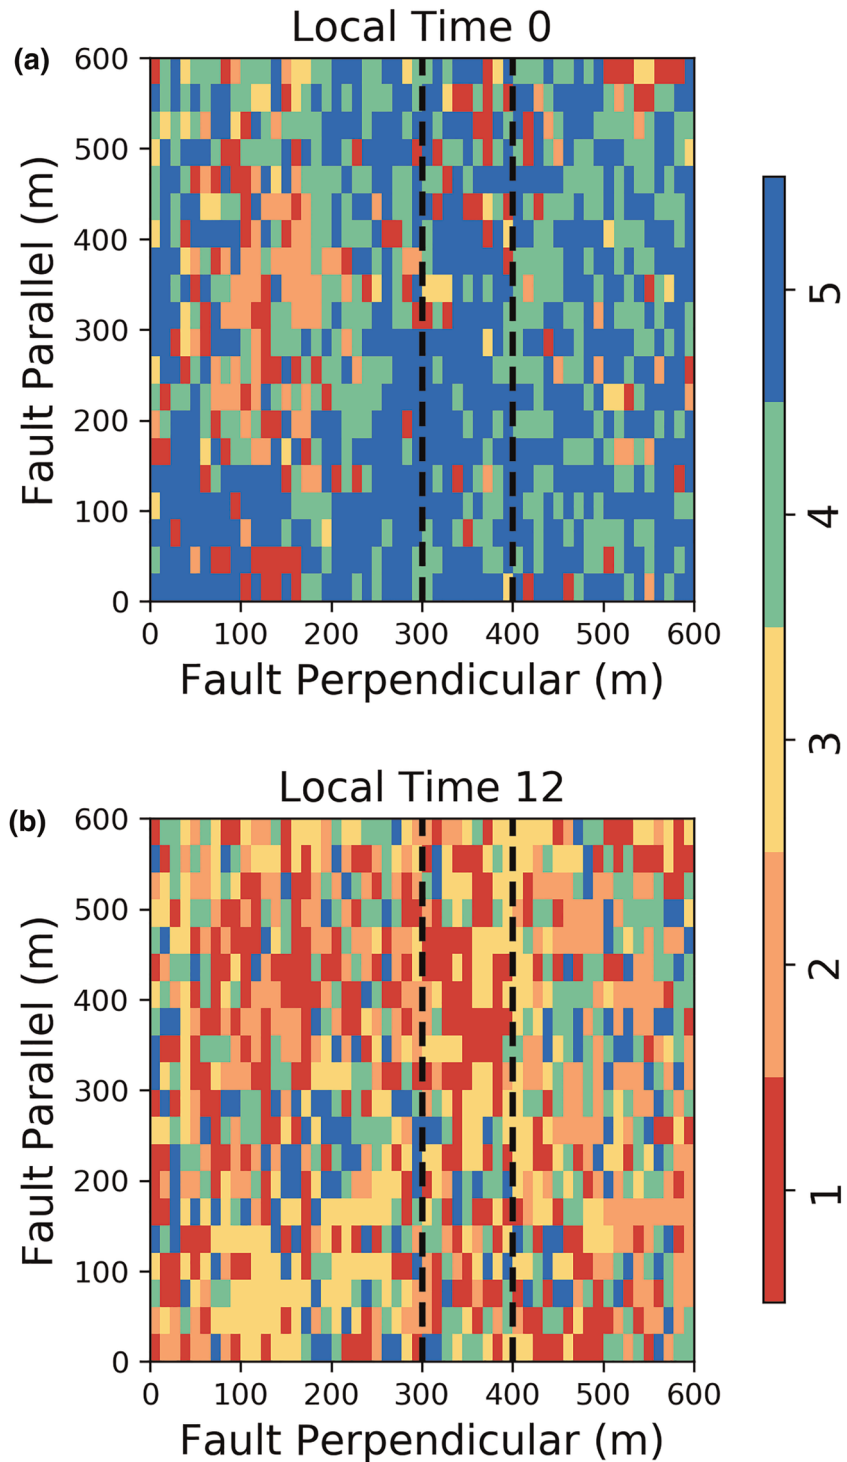 Local Time 0
(a)
600
500
400
300
200
100
0
Fault Parallel (m)
0 100 200 300 400 500 600
Fault Perpendicular (m)
Local Time 12
(b)
600
500
400
300
200
100
0
Fault Parallel (m)
0 100 200 300 400 500 600
Fault Perpendicular (m)
5
4
3
2
1